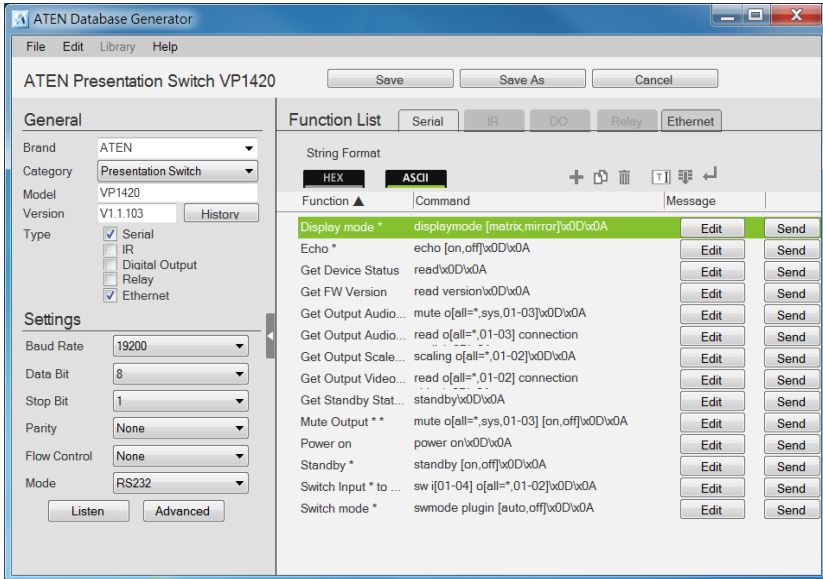 ATEN Database Generator
File Edit Library Help
ATEN Presentation Switch VP1420 Save Save As Cancel
General
Brand ATEN
Category Presentation Switch
Model VP1420
Version V1.1.103 History
Type Serial
IR
Digital Output
Relay
Ethernet
Settings
Baud Rate 19200
Data Bit 8
Stop Bit 1
Parity None
Flow Control None
Mode RS232
Listen Advanced
Function List Serial IR DO Relay Ethernet
String Format
HEX ASCII
Function ▲ Command Message
Display mode * displaymode [matrix,mirror]\x0D\x0A Edit Send
Echo * echo [on,off]\x0D\x0A Edit Send
Get Device Status read\x0D\x0A Edit Send
Get FW Version read version\x0D\x0A Edit Send
Get Output Audio... mute o[all=*,sys,01-03]\x0D\x0A Edit Send
Get Output Audio... read o[all=*,01-03] connection Edit Send
Get Output Scale... scaling o[all=*,01-02]\x0D\x0A Edit Send
Get Output Video... read o[all=*,01-02] connection Edit Send
Get Standby Stat... standby\x0D\x0A Edit Send
Mute Output * * mute o[all=*,sys,01-03] [on,off]\x0D\x0A Edit Send
Power on power on\x0D\x0A Edit Send
Standby * standby [on,off]\x0D\x0A Edit Send
Switch Input * to ... sw i[01-04] o[all=*,01-02]\x0D\x0A Edit Send
Switch mode * swmode plugin [auto,off]\x0D\x0A Edit Send